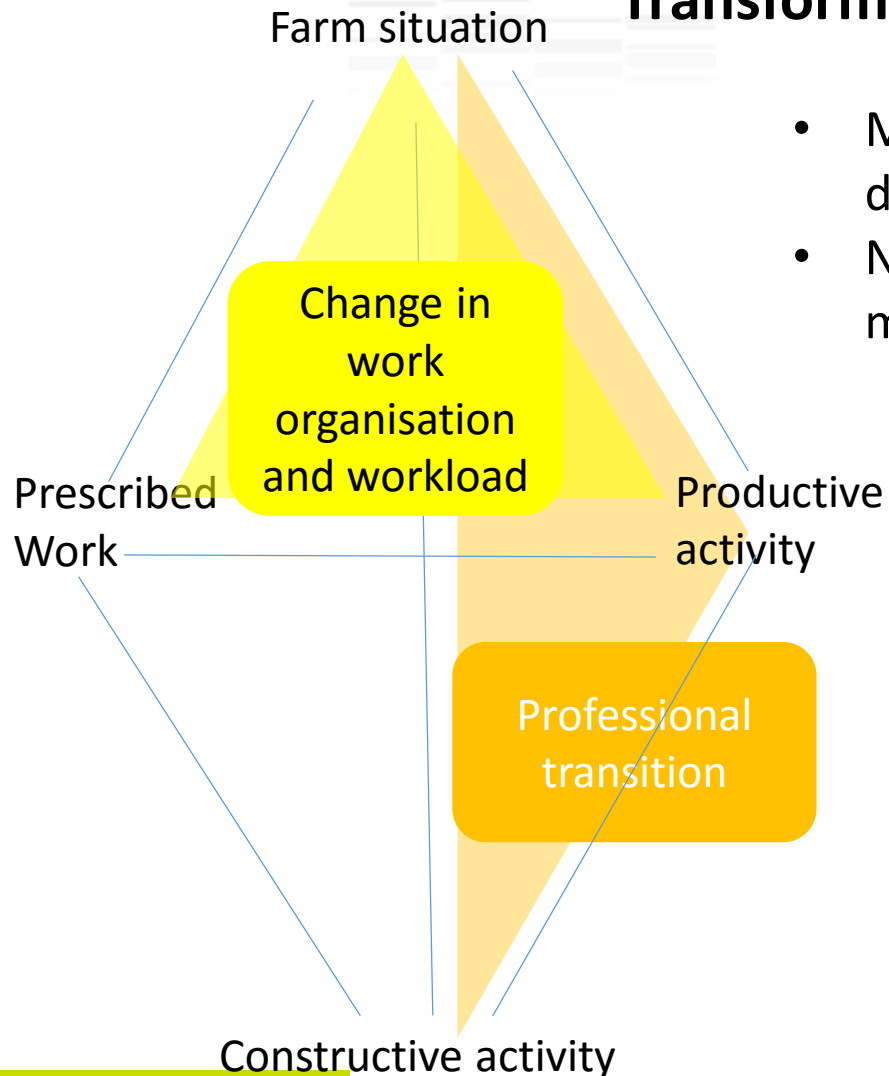 Farm situation
Change in
work
organisation
and workload
Prescribed
Work
Productive
activity
Professional
transition
Constructive activity